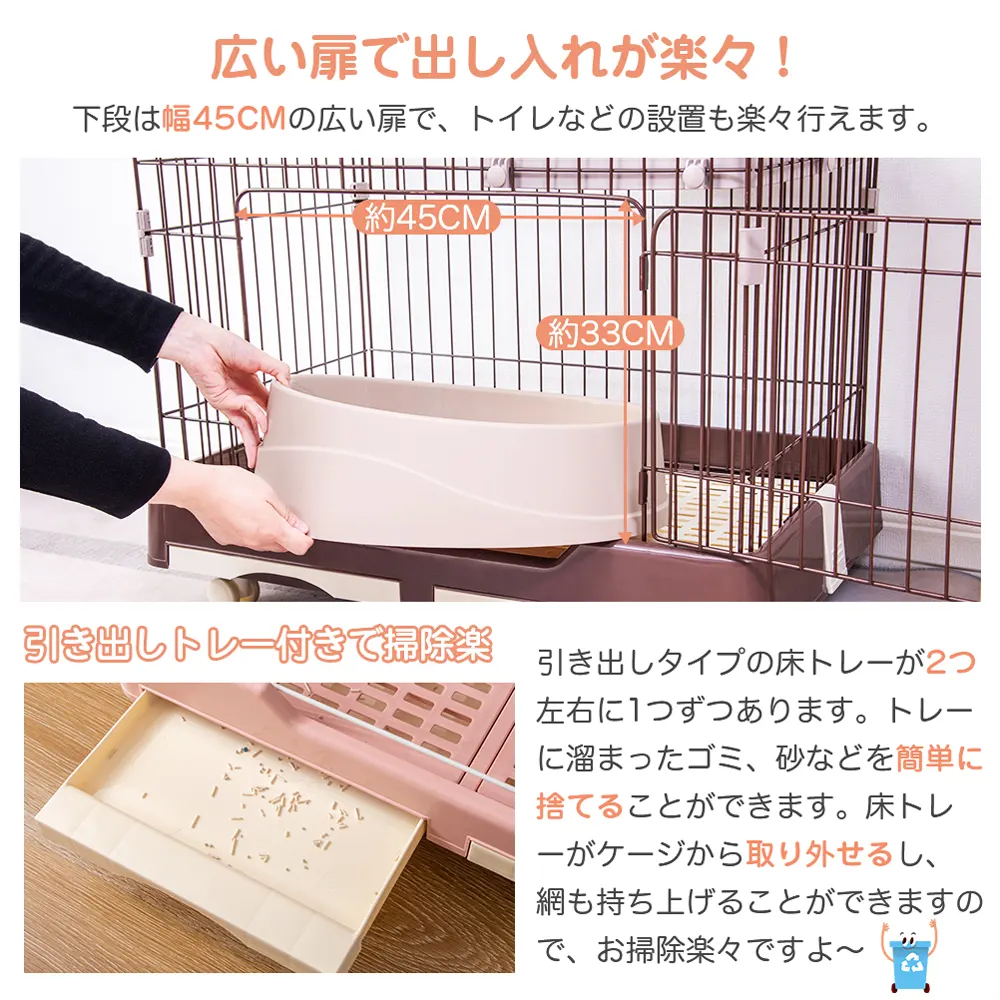 広い扉で出し入れが楽々！
下段は幅45CMの広い扉で、トイレなどの設置も楽々行えます。
約45CM
約33CM
引き出しトレー付きで掃除楽
引き出しタイプの床トレーが2つ
左右に1つずつあります。トレー
に溜まったゴミ、砂などを簡単に
捨てることができます。床トレ
ーがケージから取り外せるし、
網も持ち上げることができますの
で、お掃除楽々ですよ〜